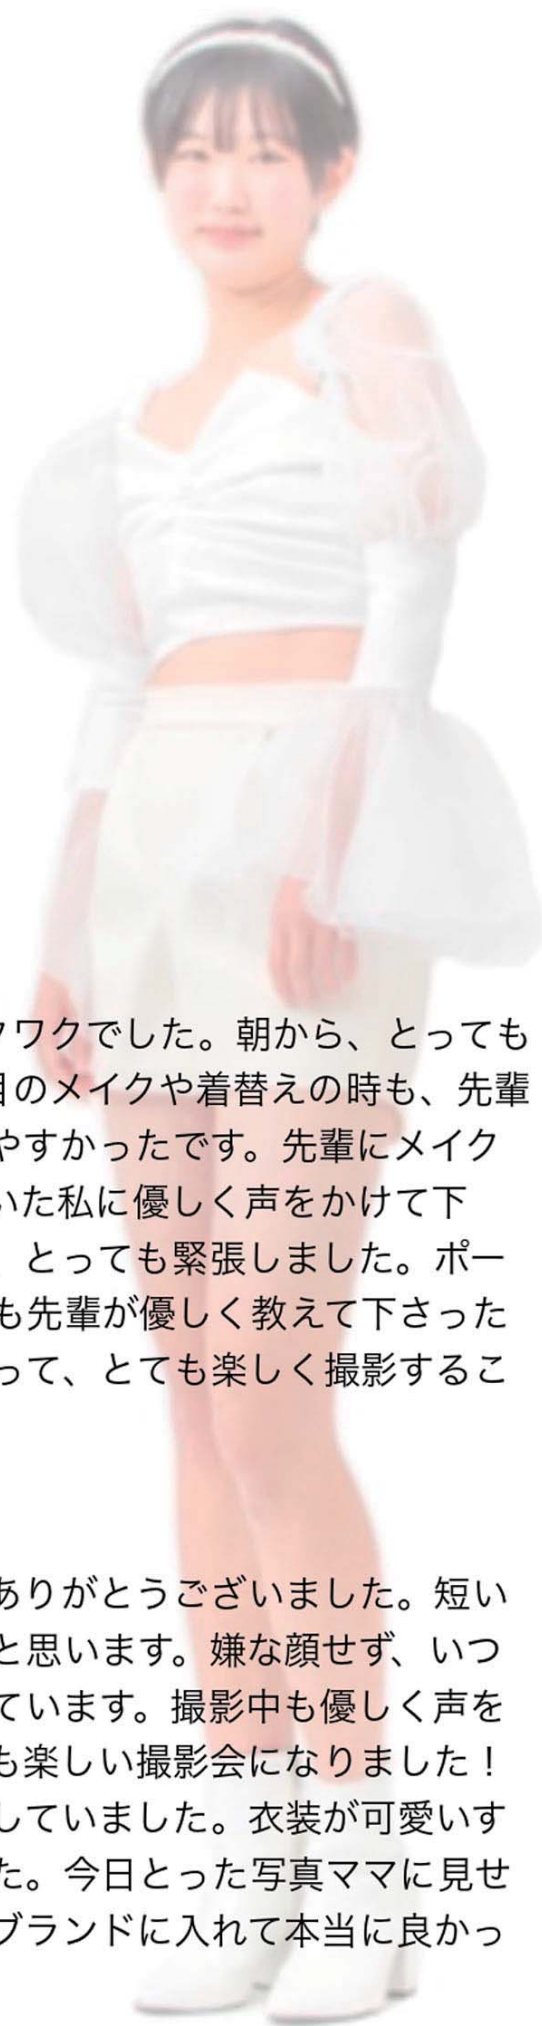 ワクでした。朝から、とっても
のメイクや着替えの時も、先輩
やすかったです。先輩にメイク
いた私に優しく声をかけて下
、とっても緊張しました。ポー
も先輩が優しく教えて下さった
って、とても楽しく撮影するこ
ありがとうございました。短い
と思います。嫌な顔せず、いつ
ています。撮影中も優しく声を
も楽しい撮影会になりました！
していました。衣装が可愛いす
た。今日とった写真ママに見せ
ブランドに入れて本当に良かっ